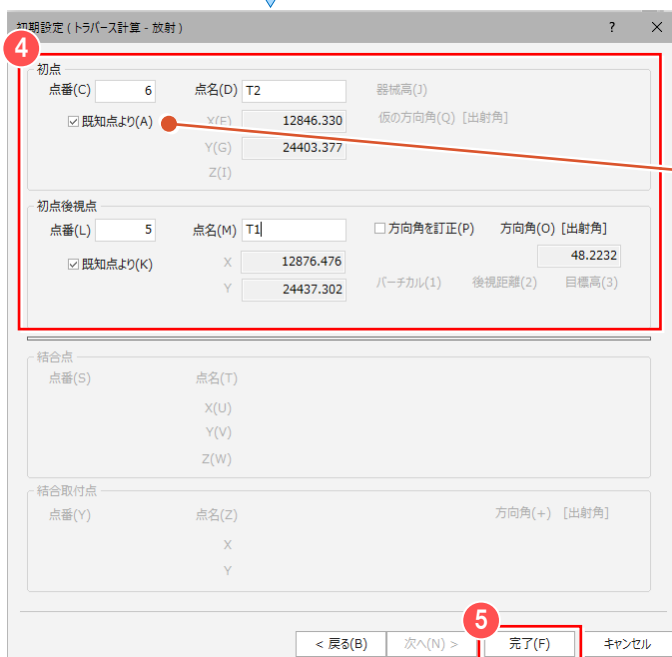 初期設定 ( トラバース計算 - 放射 ) ? ×
4
初点
点番(C) 6 点名(D) T2 器械高(J)
既知点より(A) X(F) 12846.330 仮の方向角(Q) [出射角]
Y(G) 24403.377
Z(I)
初点後視点
点番(L) 5 点名(M) T1 方向角を訂正(P) 方向角(O) [出射角]
既知点より(K) X 12876.476 48.2232
Y 24437.302 バーチカル(1) 後視距離(2) 目標高(3)
結合点
点番(S) 点名(T)
X(U)
Y(V)
Z(W)
結合取付点
点番(Y) 点名(Z) 方向角(+) [出射角]
X
Y
5
< 戻る(B) 次へ(N) > 完了(F) キャンセル